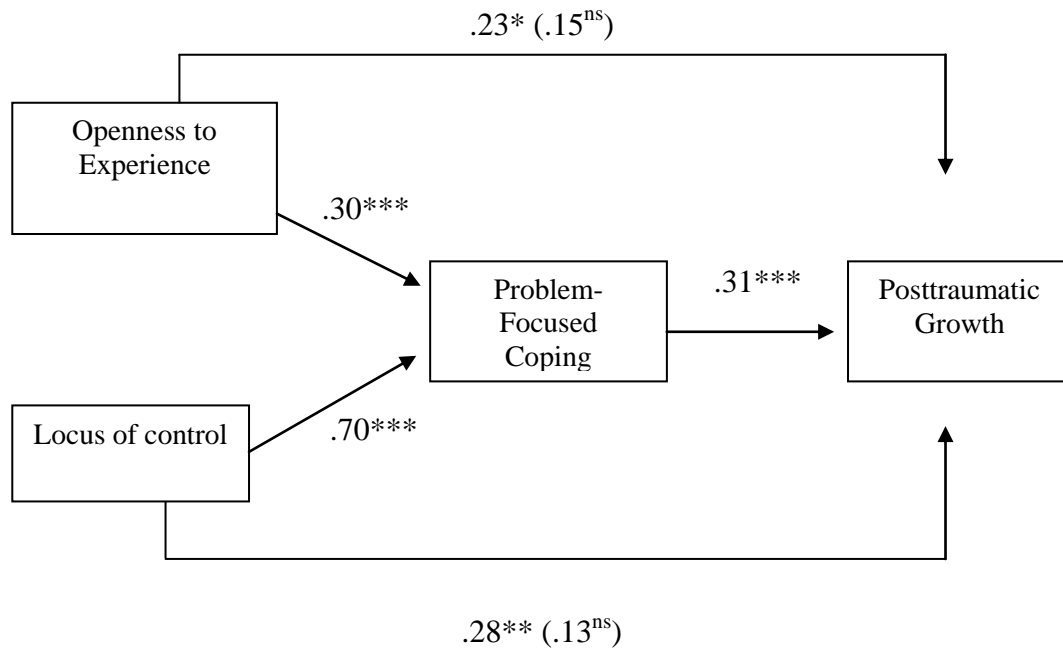 .23* (.15ns)
Openness to
Experience
.30***
Problem-
Focused
Coping
.31***
Posttraumatic
Growth
Locus of control
.70***
.28** (.13ns)